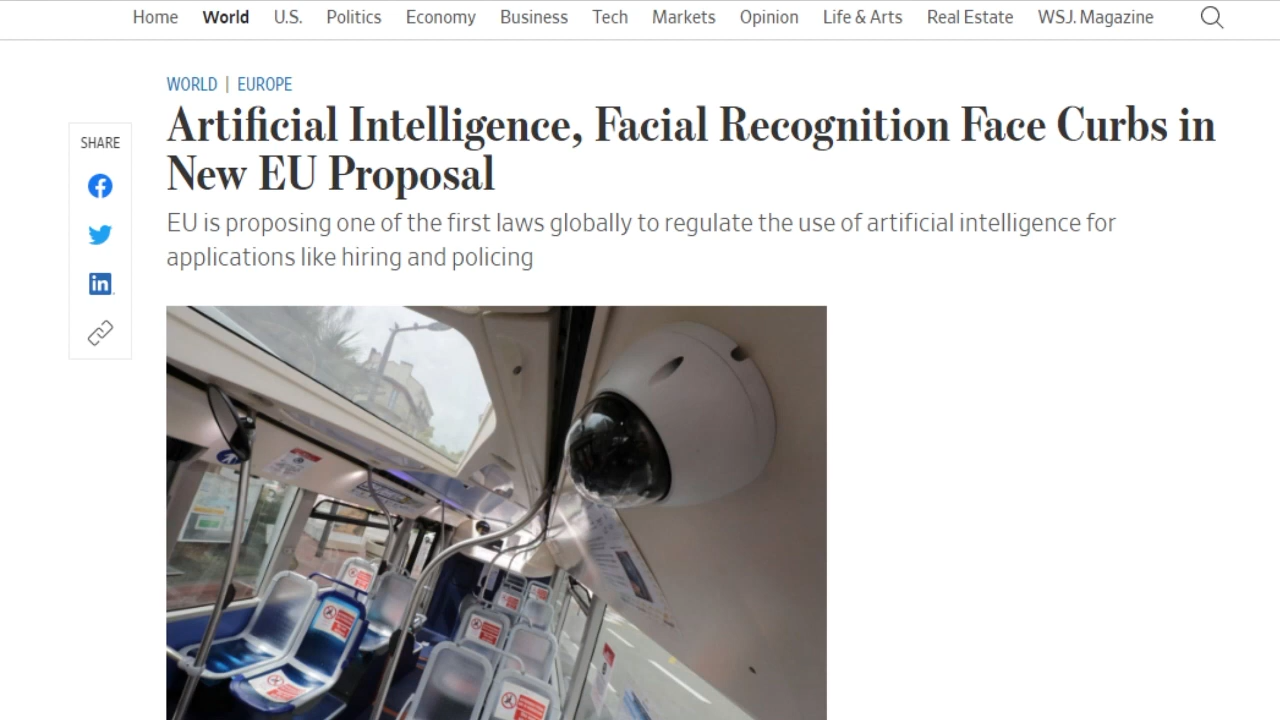 Home World U.S. Politics Economy Business Tech Markets Opinion Life & Arts Real Estate WSJ. Magazine
WORLD | EUROPE
Artificial Intelligence, Facial Recognition Face Curbs in
New EU Proposal
SHARE
EU is proposing one of the first laws globally to regulate the use of artificial intelligence for
applications like hiring and policing